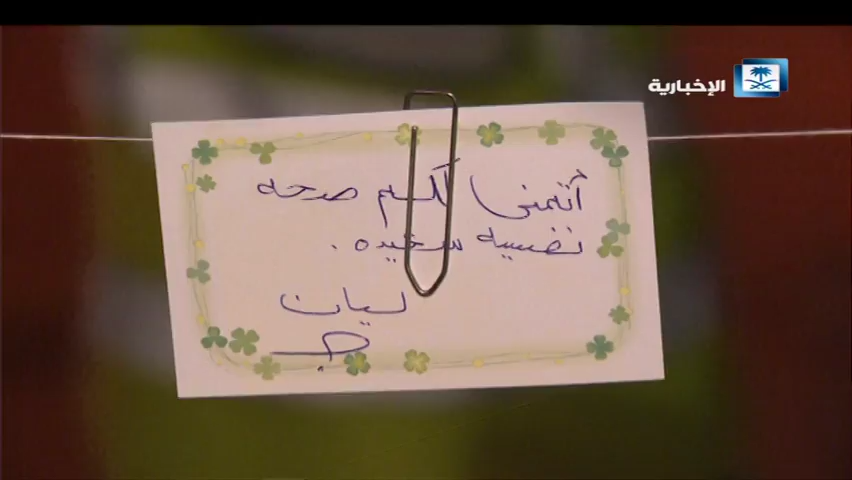 الإخبارية
أتمنى لكم صحه
نفسيه سعيده .
ليان